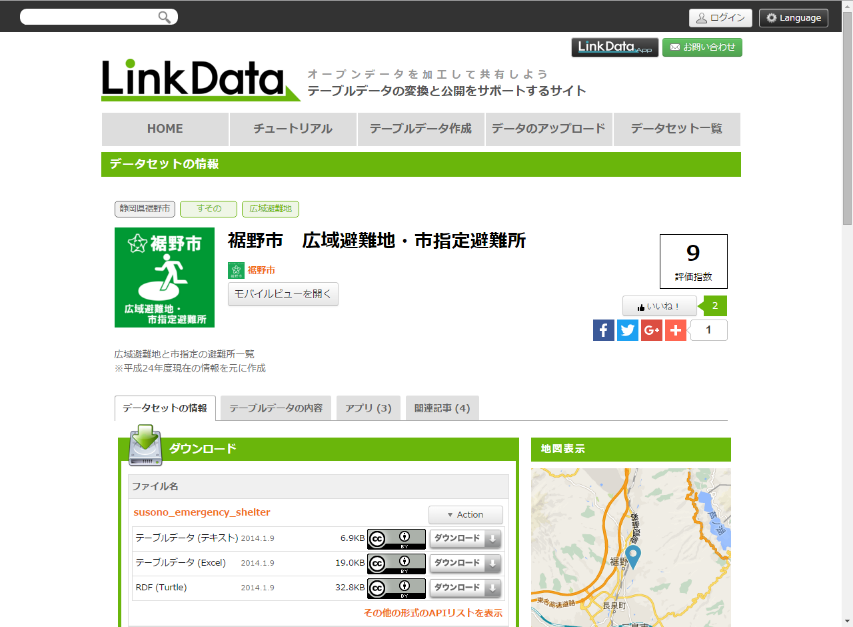 ログイン
Language
LinkData App
お問い合わせ
LinkData
オープンデータを加工して共有しよう
テーブルデータの変換と公開をサポートするサイト
HOME
チュートリアル
テーブルデータ作成
データのアップロード
データセット一覧
データセットの情報
静岡県裾野市
すその
広域避難地
裾野市
広域避難地・
市指定避難所
裾野市 広域避難地・市指定避難所
裾野市
モバイルビューを開く
9
評価指数
いいね！
2
1
広域避難地と市指定の避難所一覧
※平成24年度現在の情報を元に作成
データセットの情報
テーブルデータの内容
アプリ (3)
関連記事 (4)
ダウンロード
ファイル名
susono_emergency_shelter
▼ Action
テーブルデータ (テキスト) 2014.1.9 6.9KB cc BY ダウンロード
テーブルデータ (Excel) 2014.1.9 19.0KB cc BY ダウンロード
RDF (Turtle) 2014.1.9 32.8KB cc BY ダウンロード
その他の形式のAPIリストを表示
地図表示
裾野
長泉町